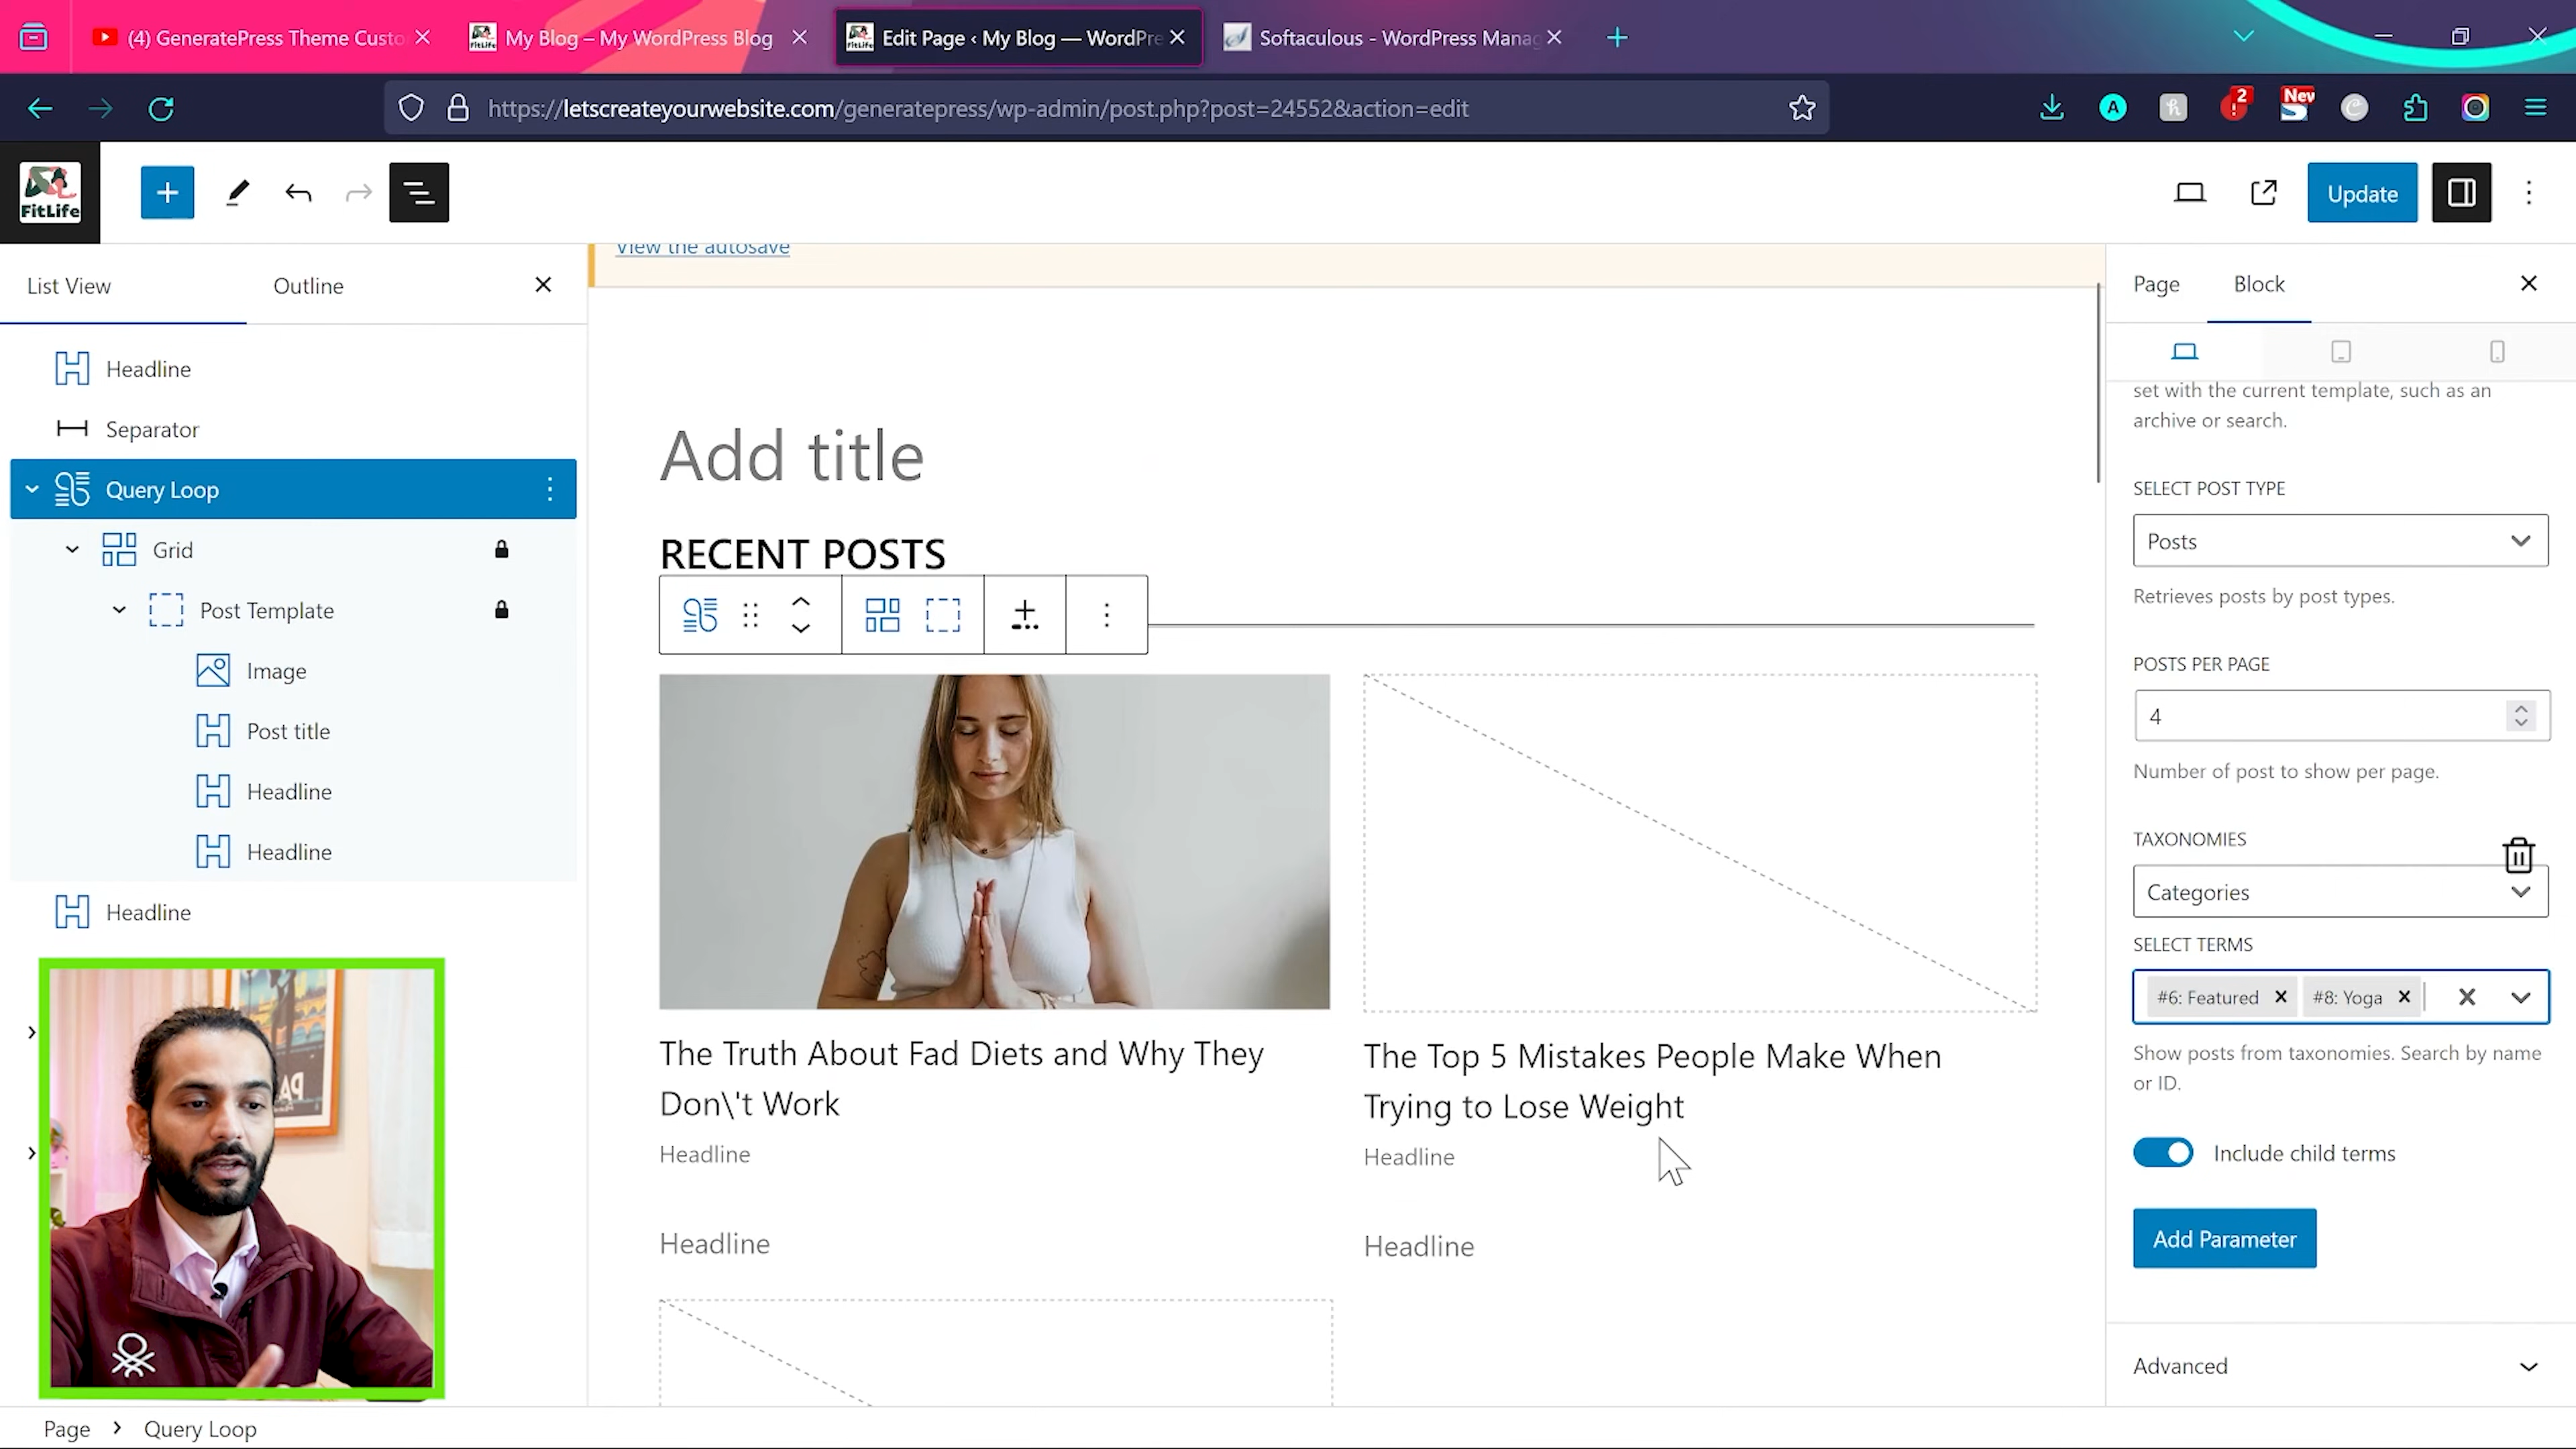 (4) GeneratePress Theme Custo
My Blog – My WordPress Blog
Edit Page ‹ My Blog — WordPre
Softaculous - WordPress Manag
https://letscreateyourwebsite.com/generatepress/wp-admin/post.php?post=24552&action=edit
A
2
New
FitLife
Update
View the autosave
List View
Outline
Headline
Separator
Query Loop
Grid
Post Template
Image
Post title
Headline
Headline
Headline
Add title
RECENT POSTS
The Truth About Fad Diets and Why They
Don\'t Work
Headline
Headline
The Top 5 Mistakes People Make When
Trying to Lose Weight
Headline
Headline
Page
Block
set with the current template, such as an
archive or search.
SELECT POST TYPE
Posts
Retrieves posts by post types.
POSTS PER PAGE
4
Number of post to show per page.
TAXONOMIES
Categories
SELECT TERMS
#6: Featured
#8: Yoga
Show posts from taxonomies. Search by name
or ID.
Include child terms
Add Parameter
Advanced
Page
Query Loop